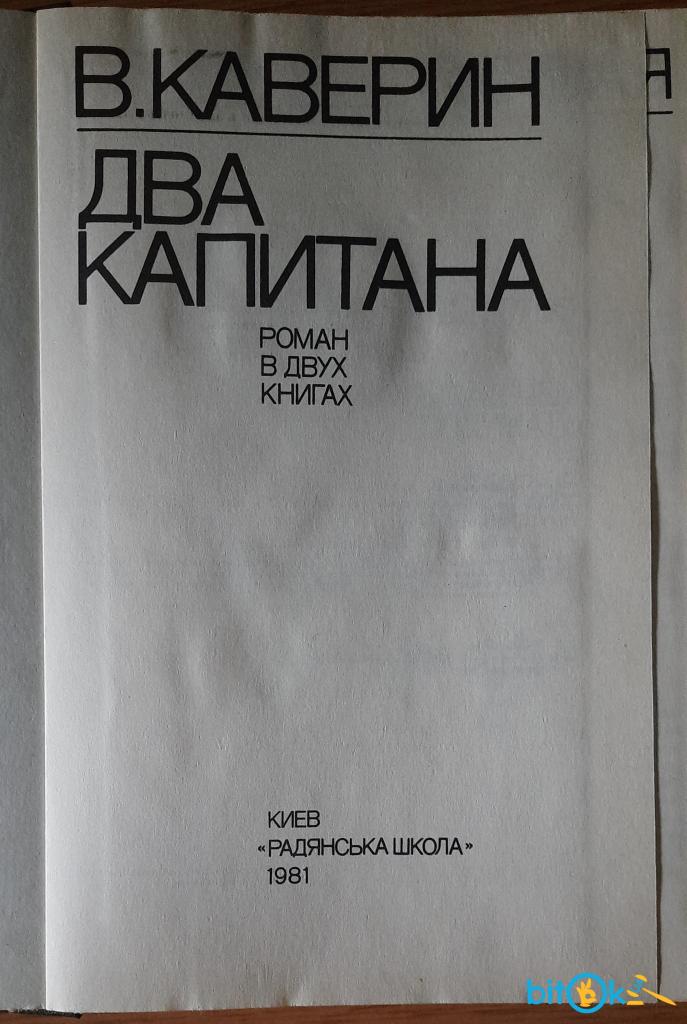 В.КАВЕРИН
ДВА
КАПИТАНА
РОМАН
В ДВУХ
КНИГАХ
КИЕВ
«РАДЯНСЬКА ШКОЛА»
1981
Я
bitOk